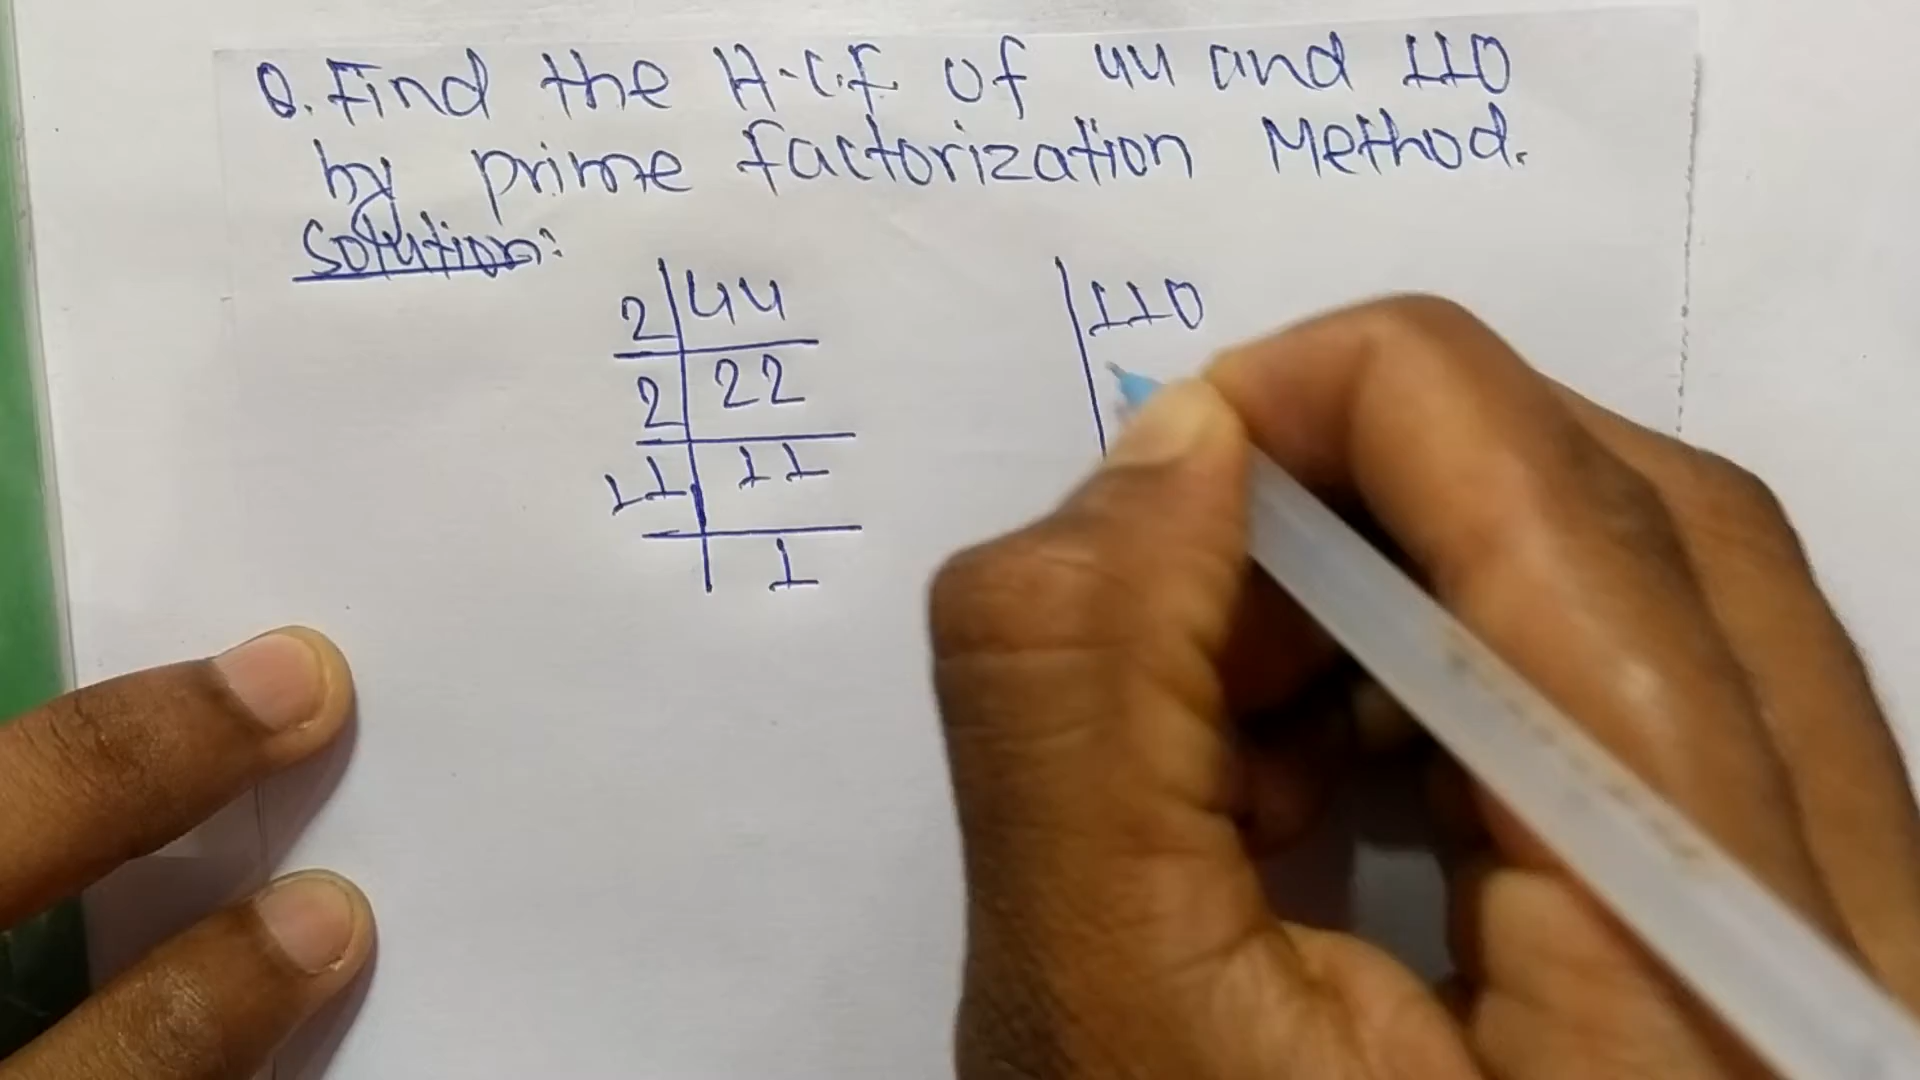 Q. Find the H.C.F. of 44 and 110
by prime factorization Method.
Solution:
2 44
2 22
11 11
1
110